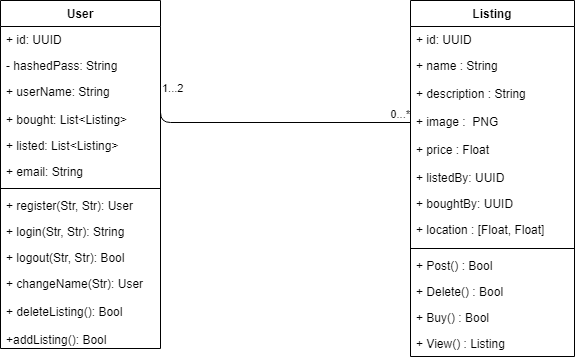 User
+ id: UUID
- hashedPass: String
+ userName: String
+ bought: List<Listing>
+ listed: List<Listing>
+ email: String
+ register(Str, Str): User
+ login(Str, Str): String
+ logout(Str, Str): Bool
+ changeName(Str): User
+ deleteListing(): Bool
+addListing(): Bool
1...2
0...*
Listing
+ id: UUID
+ name : String
+ description : String
+ image :  PNG
+ price : Float
+ listedBy: UUID
+ boughtBy: UUID
+ location : [Float, Float]
+ Post() : Bool
+ Delete() : Bool
+ Buy() : Bool
+ View() : Listing